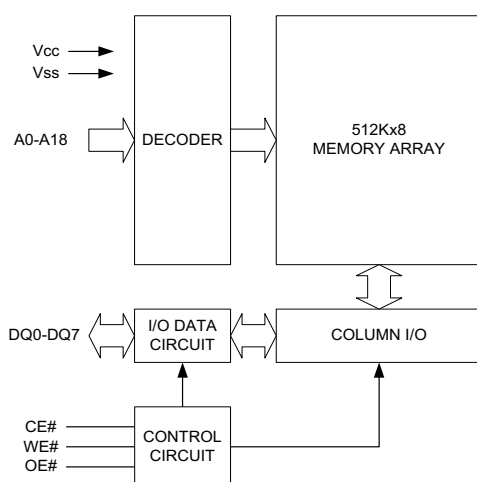 Vcc
Vss
A0-A18
DECODER
512Kx8
MEMORY ARRAY
DQ0-DQ7
I/O DATA
CIRCUIT
COLUMN I/O
CE#
WE#
OE#
CONTROL
CIRCUIT